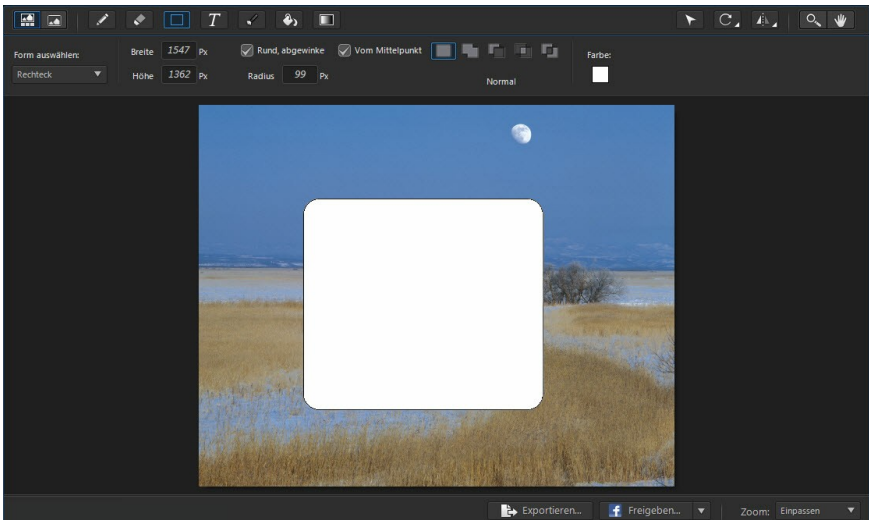 T
Form auswählen:
Rechteck
Breite 1547 Px
Höhe 1362 Px
Rund, abgewinke
Radius 99 Px
Vom Mittelpunkt
Normal
Farbe:
Exportieren...
f Freigeben...
Zoom: Einpassen